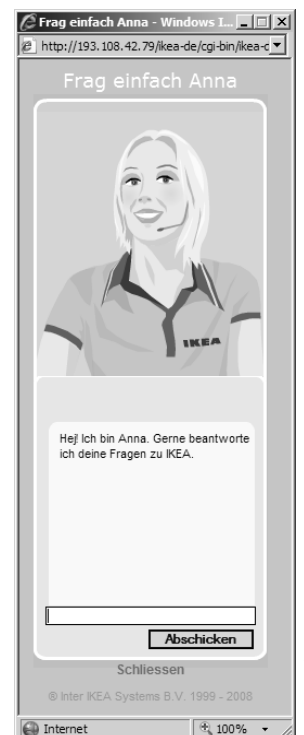 Frag einfach Anna - Windows I...
http://193.108.42.79/ikea-de/cgi-bin/ikea-c
Frag einfach Anna
IKEA
Hej! Ich bin Anna. Gerne beantworte
ich deine Fragen zu IKEA.
Abschicken
Schliessen
© Inter IKEA Systems B.V. 1999 - 2008
Internet
100%